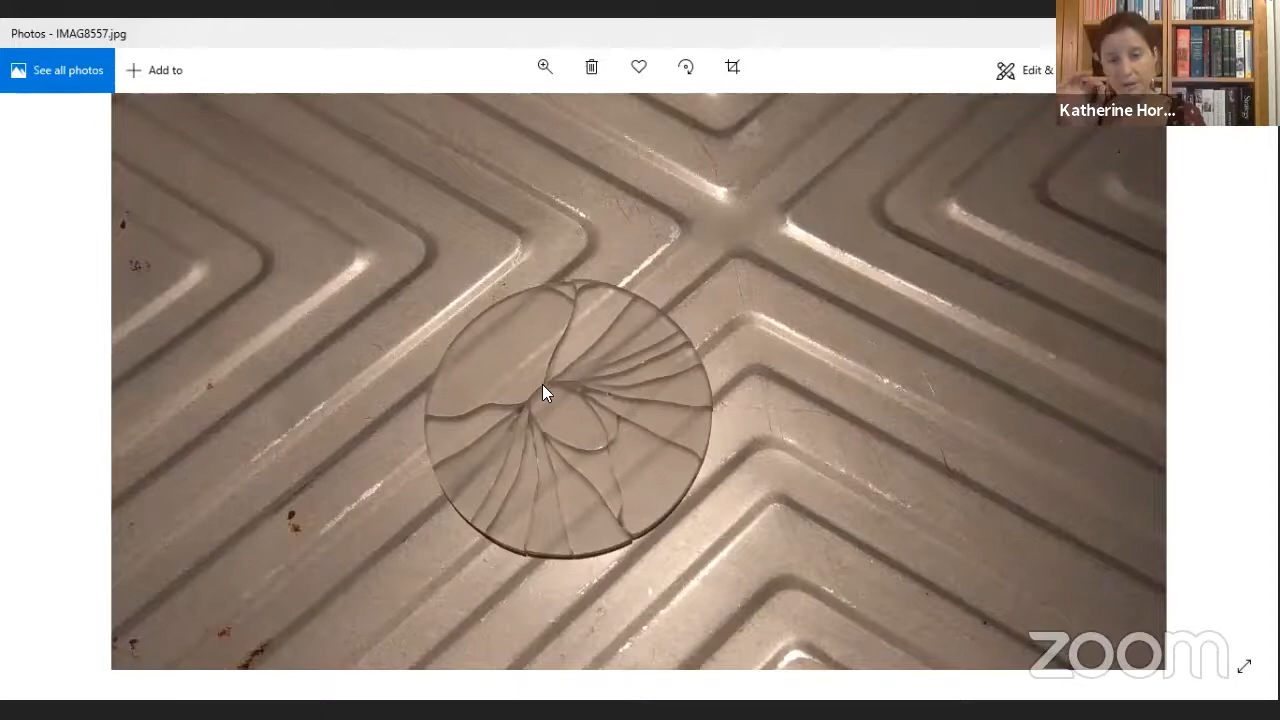 Photos - IMAG8557.jpg
See all photos
Add to
Edit &
Katherine Hor...
zoom